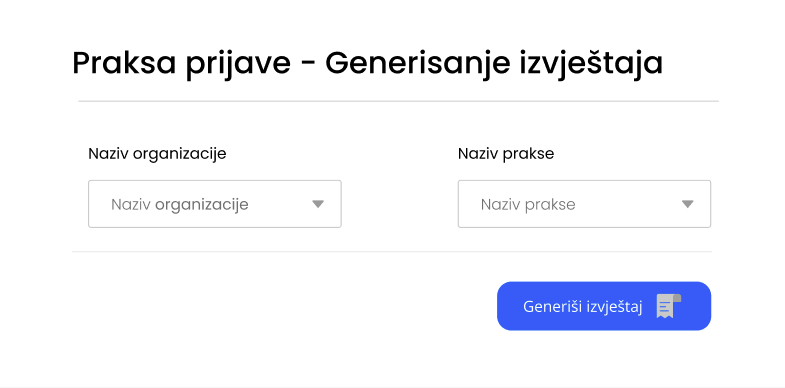 Praksa prijave - Generisanje izvještaja
Naziv organizacije
Naziv prakse
Naziv organizacije
Naziv prakse
Generiši izvještaj